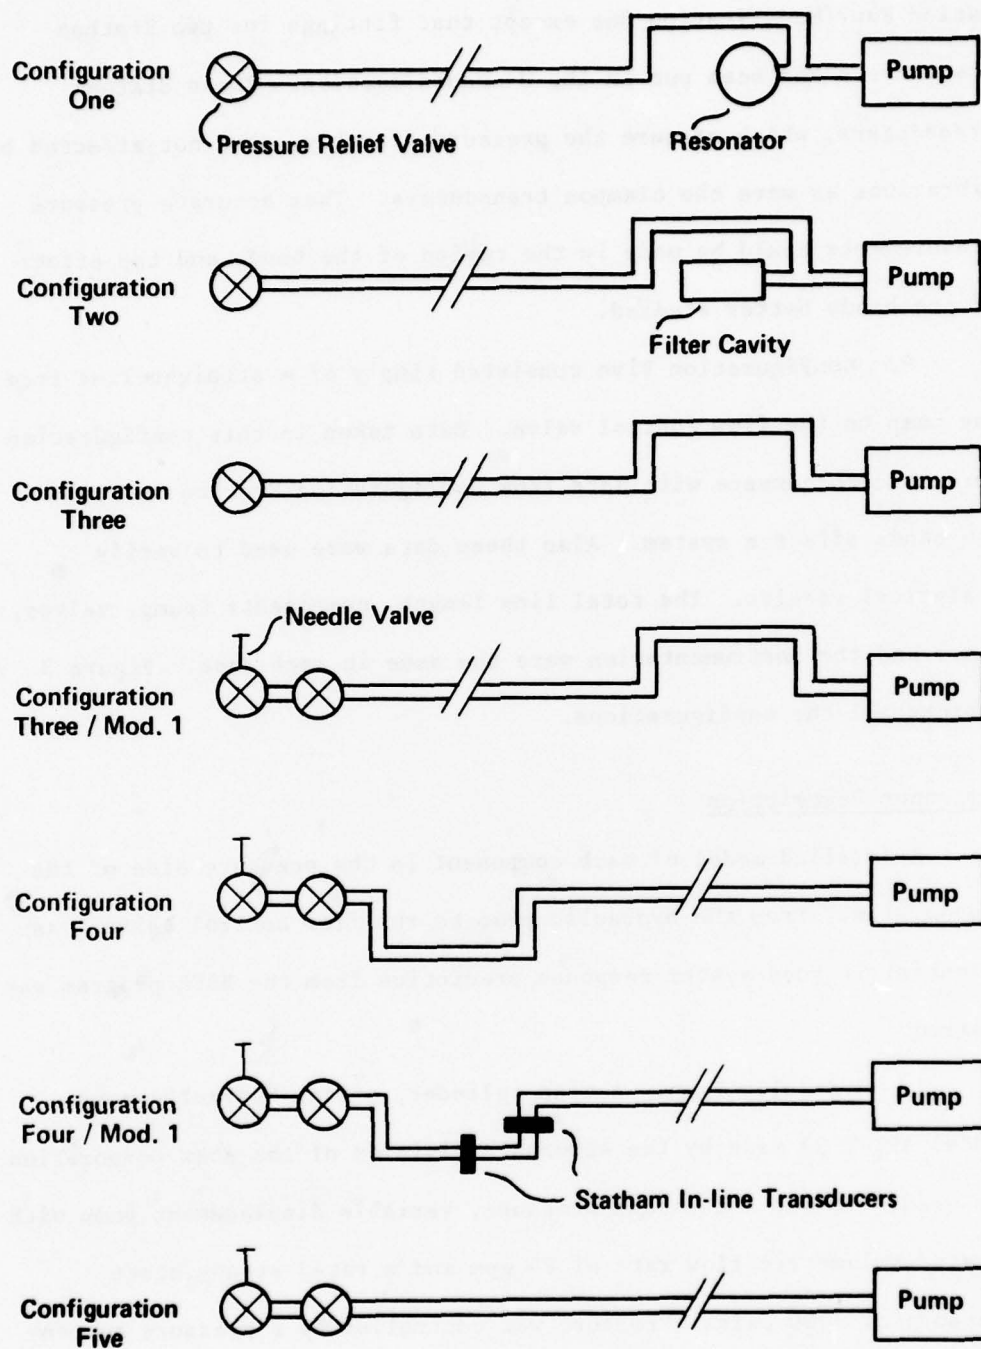 Configuration
One
Pump
Pressure Relief Valve
Resonator
Configuration
Two
Pump
Filter Cavity
Configuration
Three
Pump
Needle Valve
Configuration
Three / Mod. 1
Pump
Configuration
Four
Pump
Configuration
Four / Mod. 1
Pump
Statham In-line Transducers
Configuration
Five
Pump